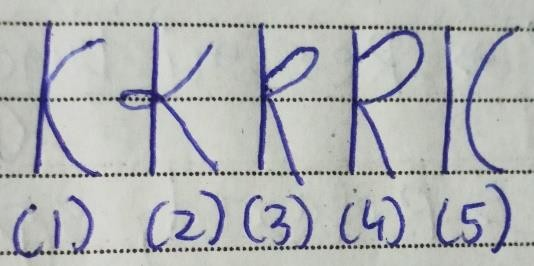 K K k R K
(1) (2) (3) (4) (5)